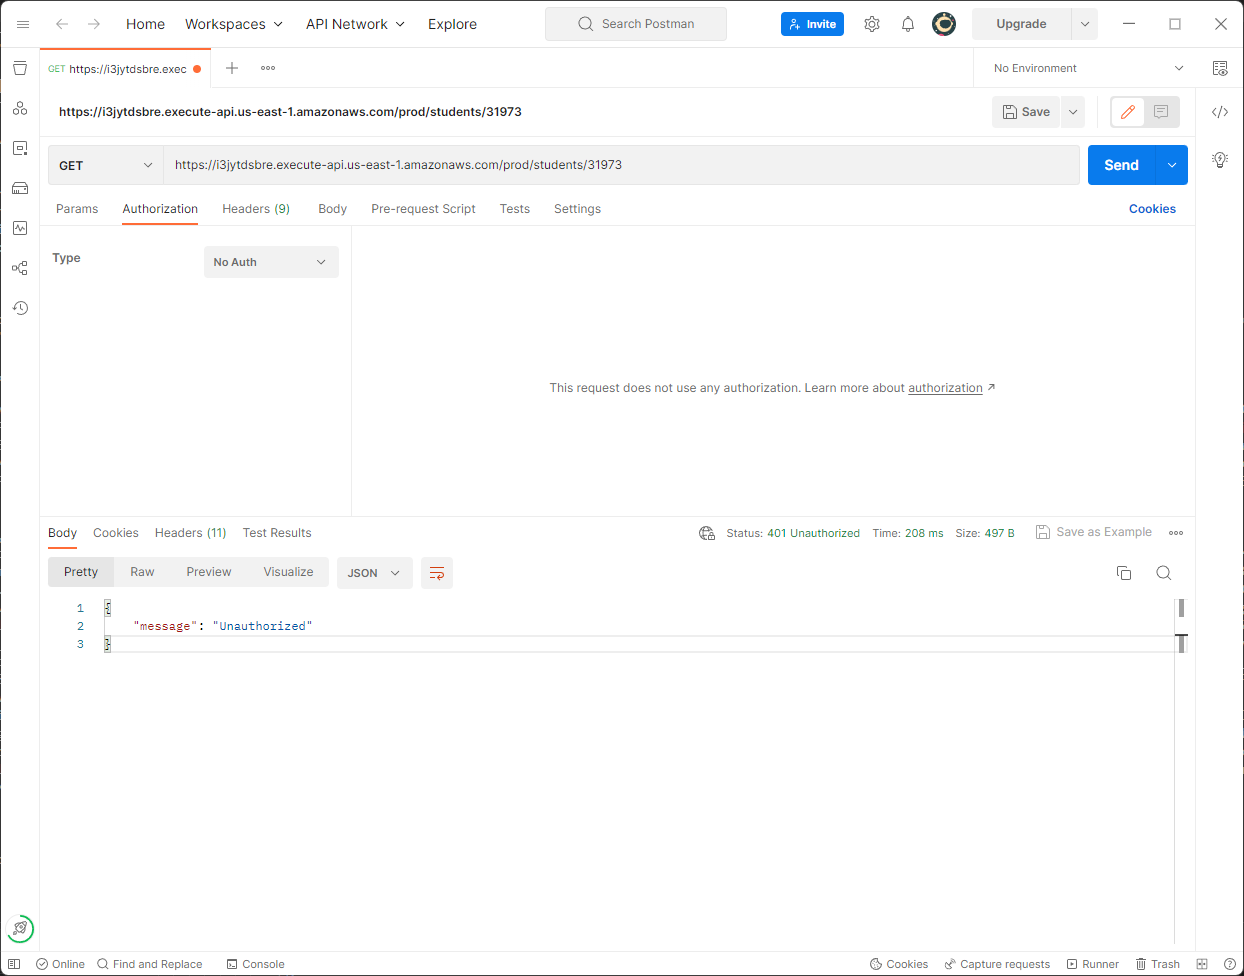 Home Workspaces API Network Explore Search Postman Invite Upgrade
GET https://i3jytdsbre.exec No Environment
https://i3jytdsbre.execute-api.us-east-1.amazonaws.com/prod/students/31973 Save
GET https://i3jytdsbre.execute-api.us-east-1.amazonaws.com/prod/students/31973 Send
Params Authorization Headers (9) Body Pre-request Script Tests Settings Cookies
Type No Auth
This request does not use any authorization. Learn more about authorization ↗
Body Cookies Headers (11) Test Results Status: 401 Unauthorized Time: 208 ms Size: 497 B Save as Example
Pretty Raw Preview Visualize JSON
1 {
2 "message": "Unauthorized"
3 }
Online Find and Replace Console Cookies Capture requests Runner Trash